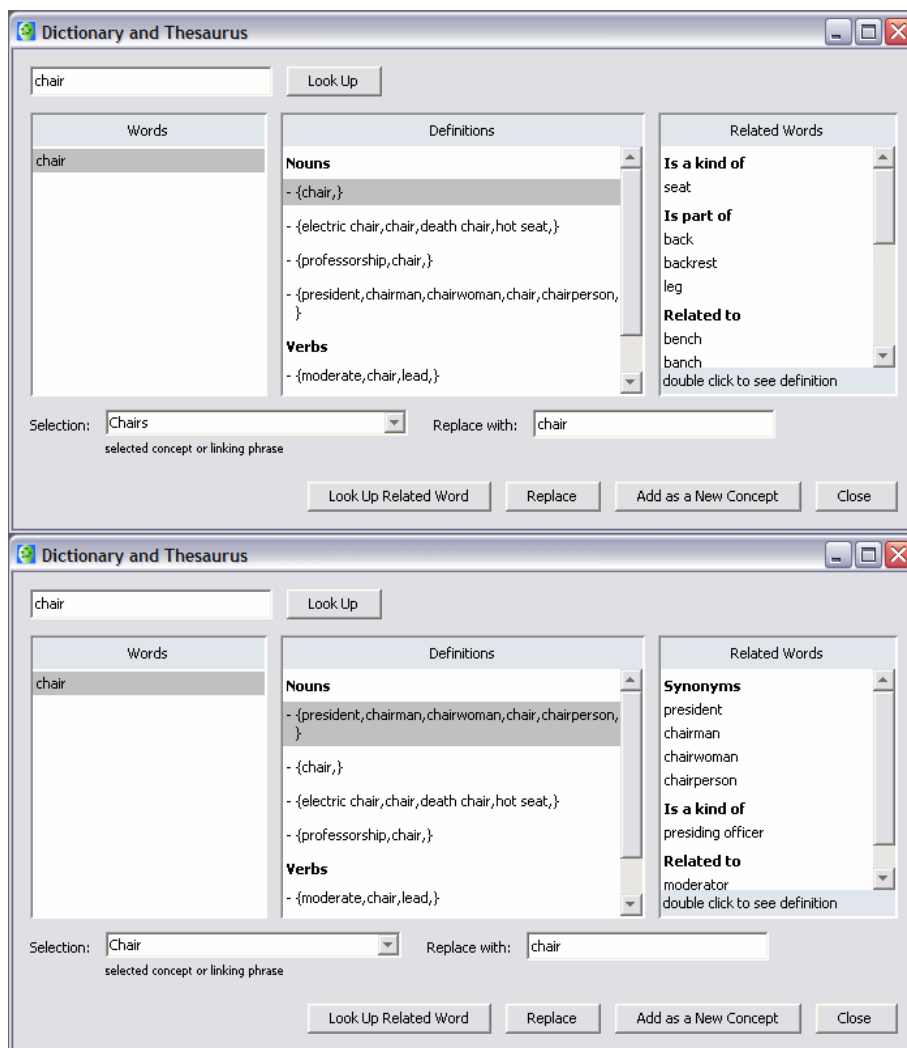 Dictionary and Thesaurus
chair
Look Up
Words
chair
Definitions
Nouns
- {chair,}
- {electric chair,chair,death chair,hot seat,}
- {professorship,chair,}
- {president,chairman,chairwoman,chair,chairperson,
}
Verbs
- {moderate,chair,lead,}
Related Words
Is a kind of
seat
Is part of
back
backrest
leg
Related to
bench
banch
double click to see definition
Selection:
Chairs
selected concept or linking phrase
Replace with:
chair
Look Up Related Word
Replace
Add as a New Concept
Close
Dictionary and Thesaurus
chair
Look Up
Words
chair
Definitions
Nouns
- {president,chairman,chairwoman,chair,chairperson,
}
- {chair,}
- {electric chair,chair,death chair,hot seat,}
- {professorship,chair,}
Verbs
- {moderate,chair,lead,}
Related Words
Synonyms
president
chairman
chairwoman
chairperson
Is a kind of
presiding officer
Related to
moderator
double click to see definition
Selection:
Chair
selected concept or linking phrase
Replace with:
chair
Look Up Related Word
Replace
Add as a New Concept
Close